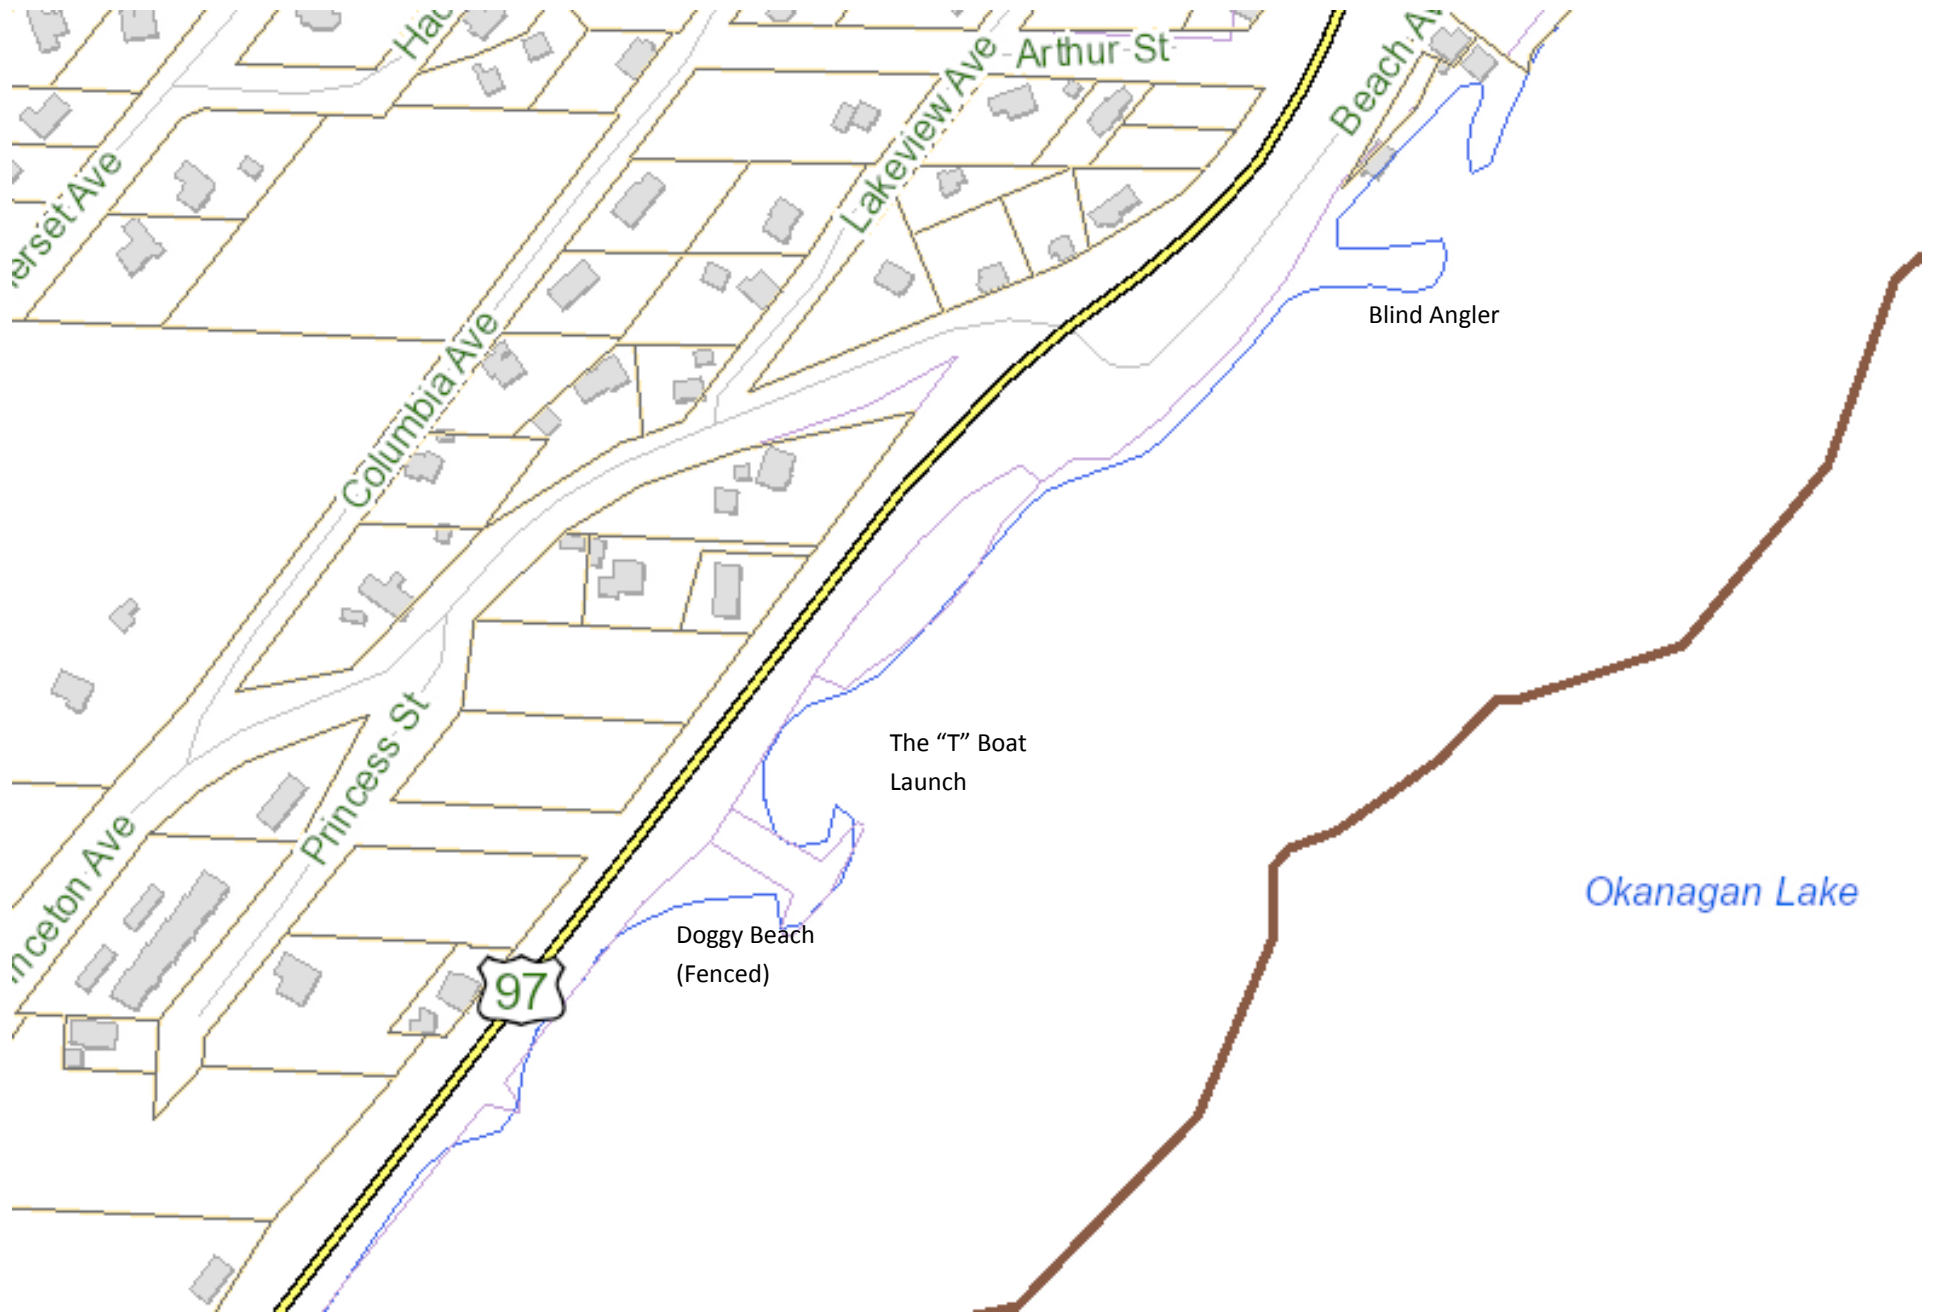 Arthur St
Beach Av
Lakeview Ave
Blind Angler
Columbia Ave
The “T” Boat
Launch
Princess St
Okanagan Lake
Doggy Beach
(Fenced)
97